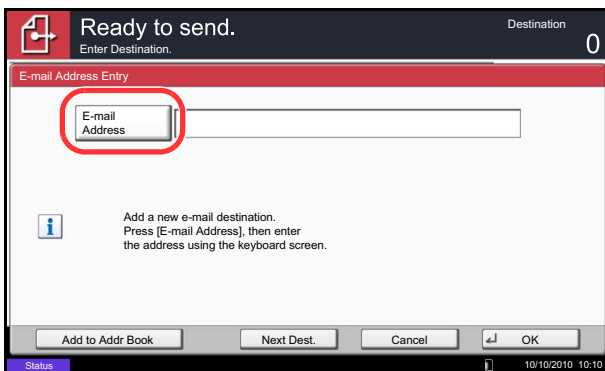 Ready to send.
Destination
Enter Destination.
0
E-mail Address Entry
E-mail
Address
Add a new e-mail destination.
Press [E-mail Address], then enter
the address using the keyboard screen.
Add to Addr Book
Next Dest.
Cancel
OK
Status
10/10/2010 10:10